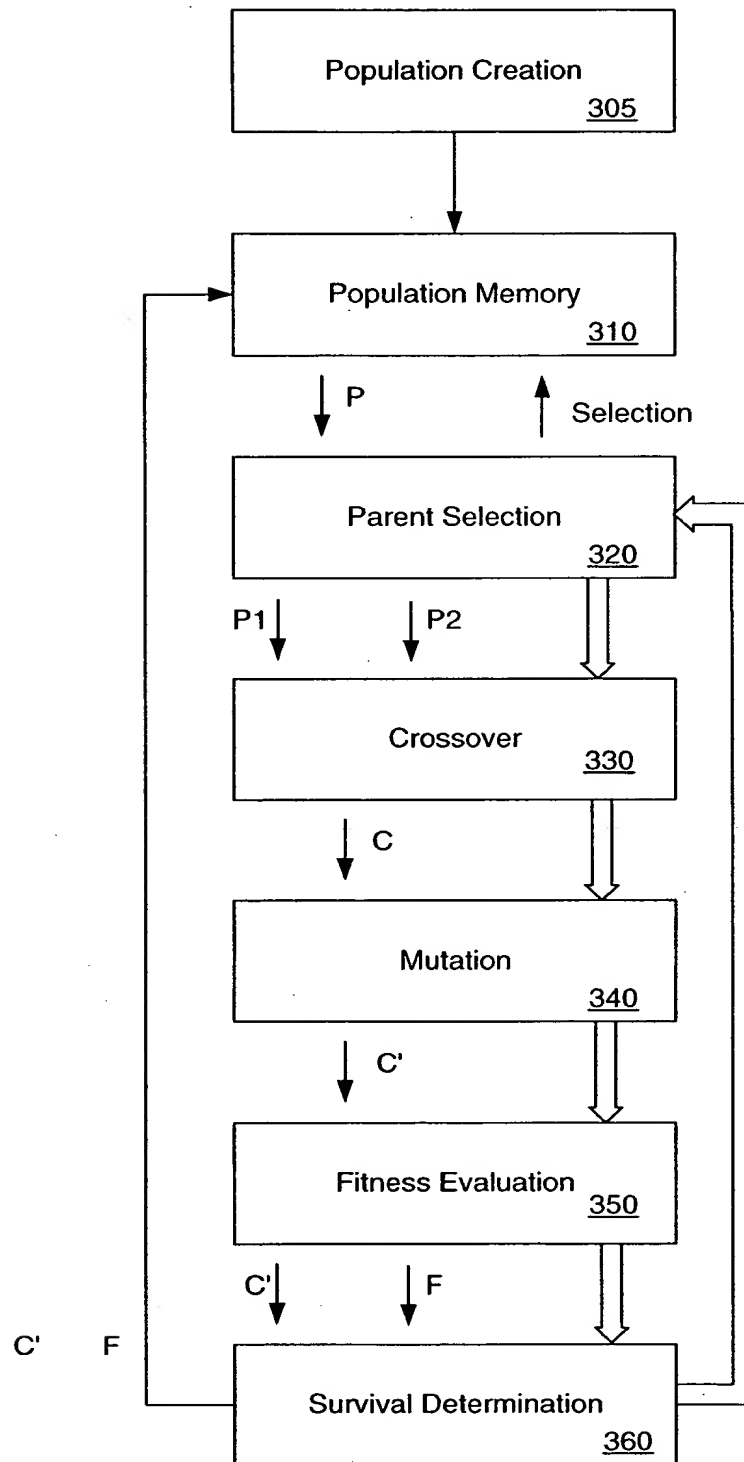 Population Creation
305
Population Memory
310
P
Selection
Parent Selection
320
P1 P2
Crossover
330
C
Mutation
340
C'
Fitness Evaluation
350
C' F
C' F
Survival Determination
360